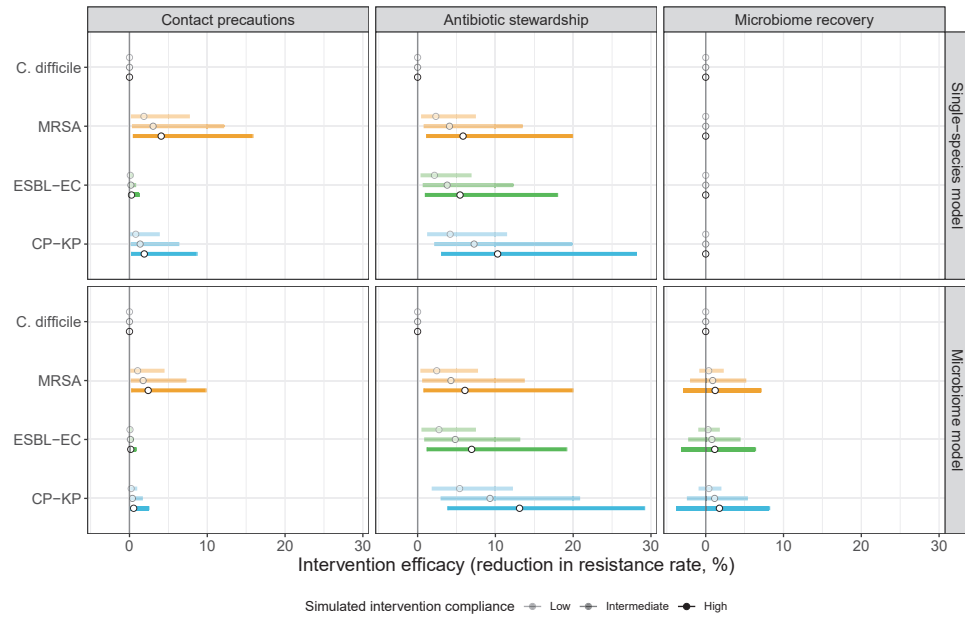 Contact precautions
Antibiotic stewardship
Microbiome recovery
C. difficile
MRSA
ESBL−EC
CP−KP
Single−species model
C. difficile
MRSA
ESBL−EC
CP−KP
Microbiome model
0 10 20 30 0 10 20 30 0 10 20 30
Intervention efficacy (reduction in resistance rate, %)
Simulated intervention compliance Low Intermediate High